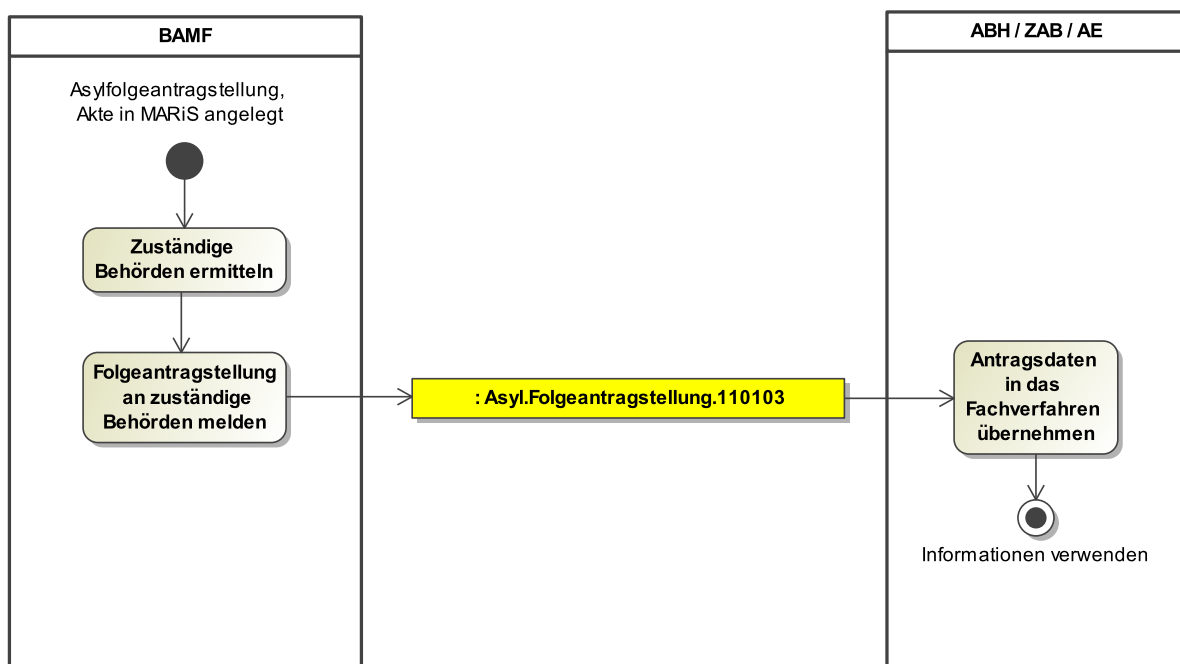 BAMF
Asylfolgeantragstellung,
Akte in MARiS angelegt
Zuständige
Behörden ermitteln
Folgeantragstellung
an zuständige
Behörden melden
: Asyl.Folgeantragstellung.110103
ABH / ZAB / AE
Antragsdaten
in das
Fachverfahren
übernehmen
Informationen verwenden